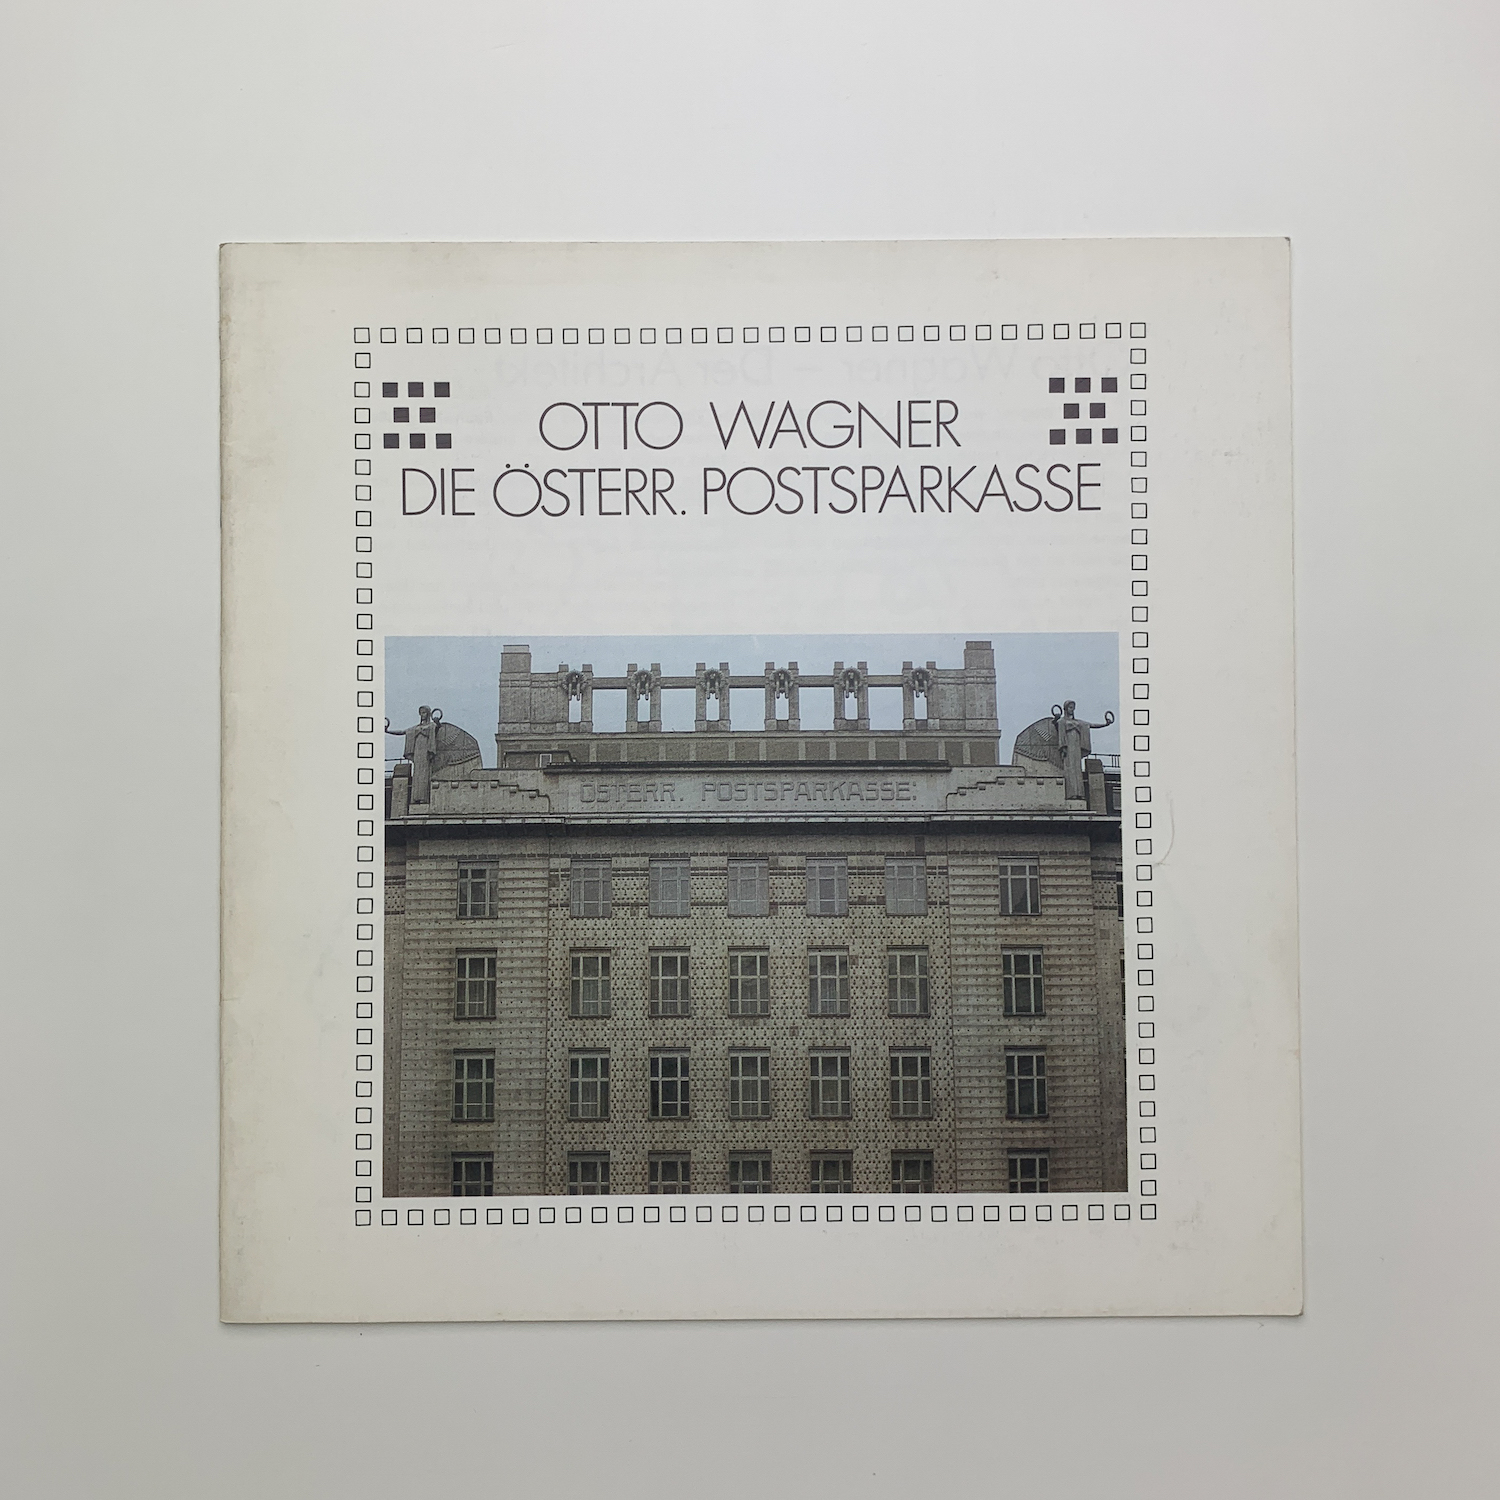 OTTO WAGNER
DIE ÖSTERR. POSTSPARKASSE
ÖSTERR. POSTSPARKASSE